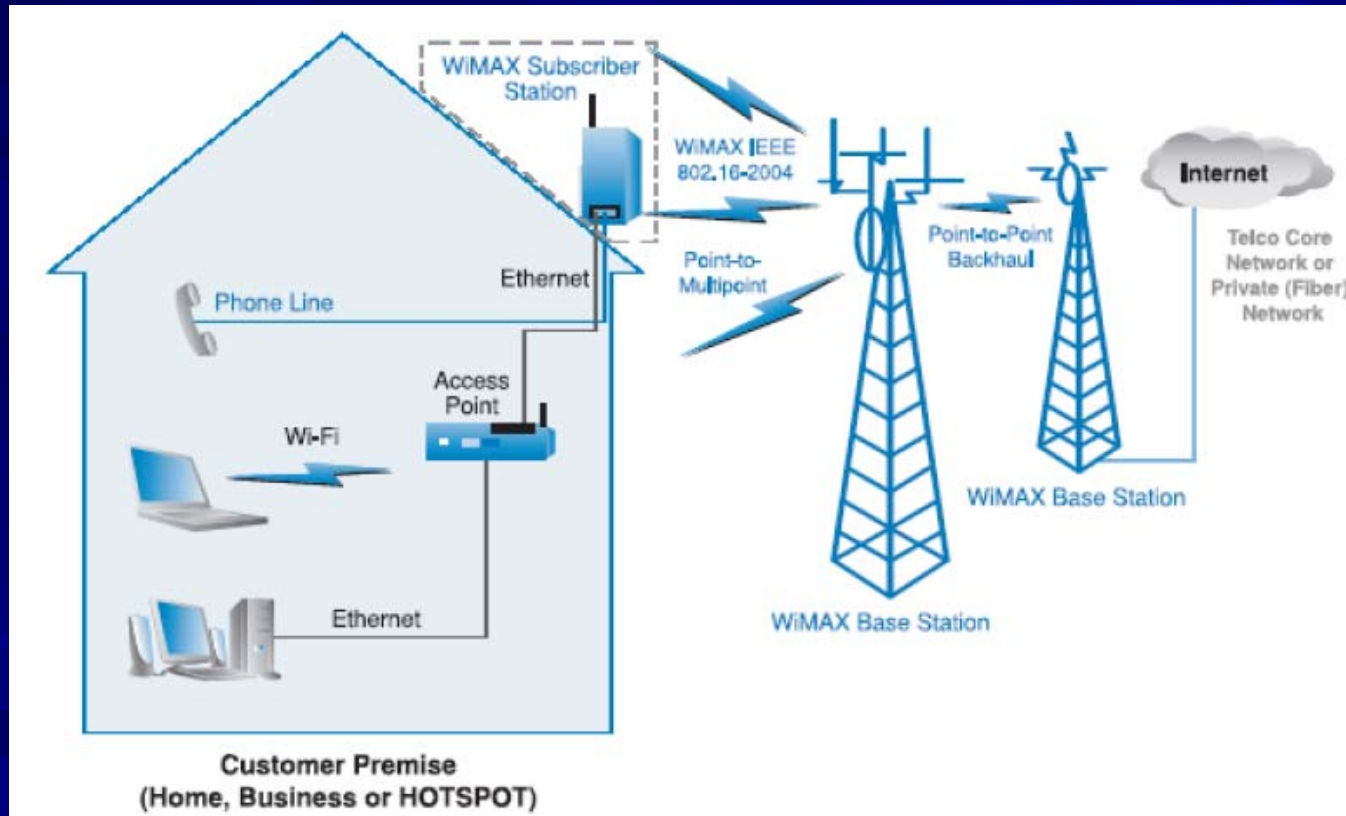 WiMAX Subscriber
Station
WiMAX IEEE
802.16-2004
Internet
Ethernet
Point-to-
Multipoint
Point-to-Point
Backhaul
Telco Core
Network or
Private (Fiber)
Network
Phone Line
Access
Point
Wi-Fi
WiMAX Base Station
Ethernet
WiMAX Base Station
Customer Premise
(Home, Business or HOTSPOT)